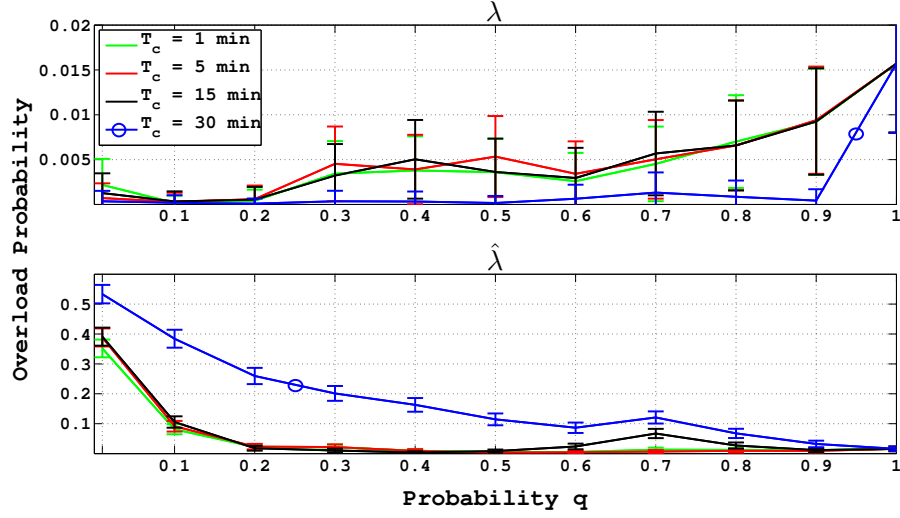 λ
Overload Probability
0.02
0.015
0.01
0.005
T_c = 1 min
T_c = 5 min
T_c = 15 min
T_c = 30 min
0.1 0.2 0.3 0.4 0.5 0.6 0.7 0.8 0.9 1
λ̂
0.5
0.4
0.3
0.2
0.1
0.1 0.2 0.3 0.4 0.5 0.6 0.7 0.8 0.9 1
Probability q